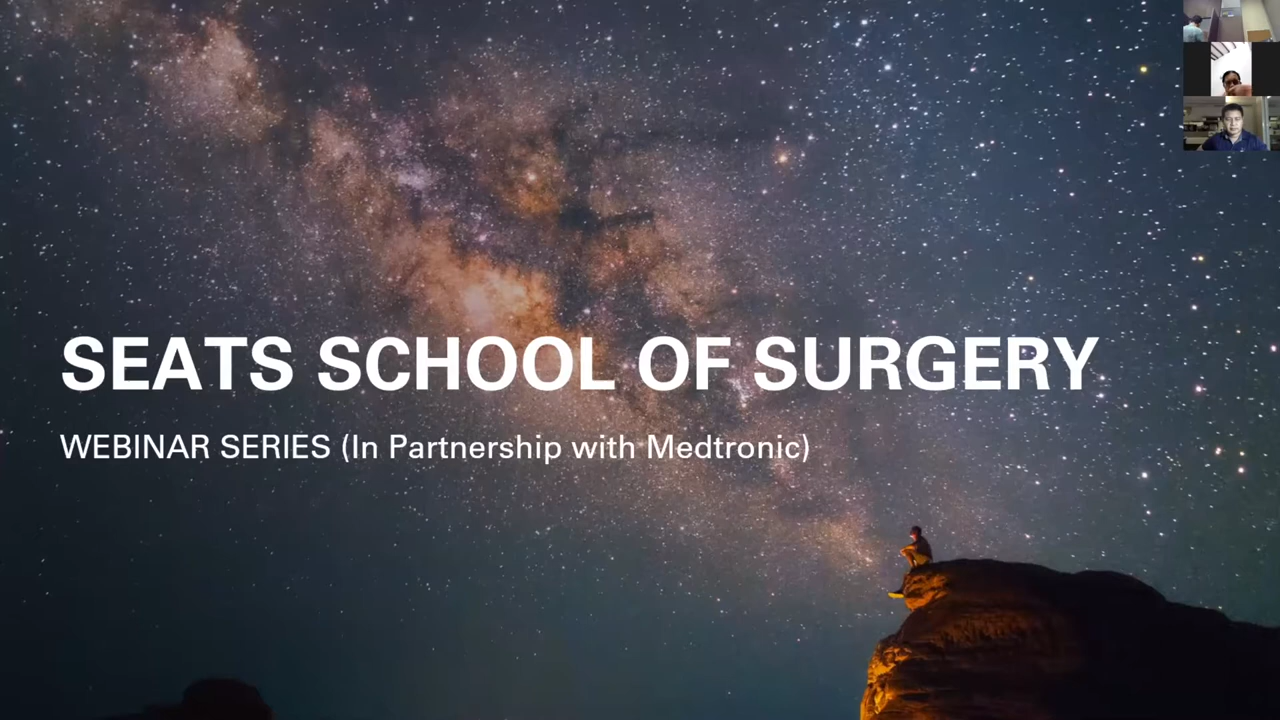 SEATS SCHOOL OF SURGERY
WEBINAR SERIES (In Partnership with Medtronic)